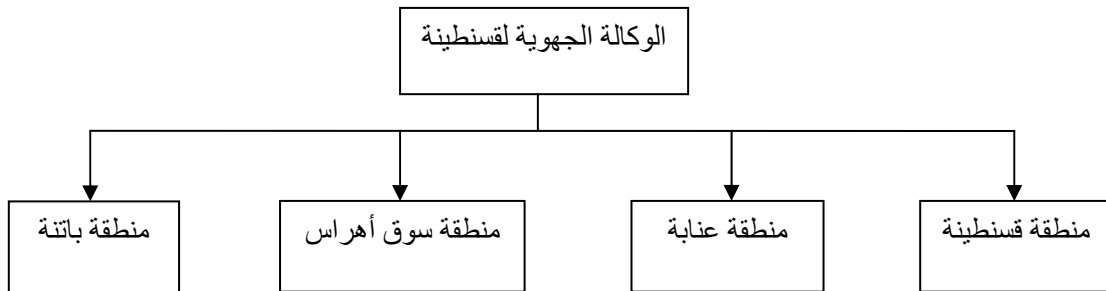 الوكالة الجهوية لقسنطينة
منطقة قسنطينة
منطقة عنابة
منطقة سوق أهراس
منطقة باتنة